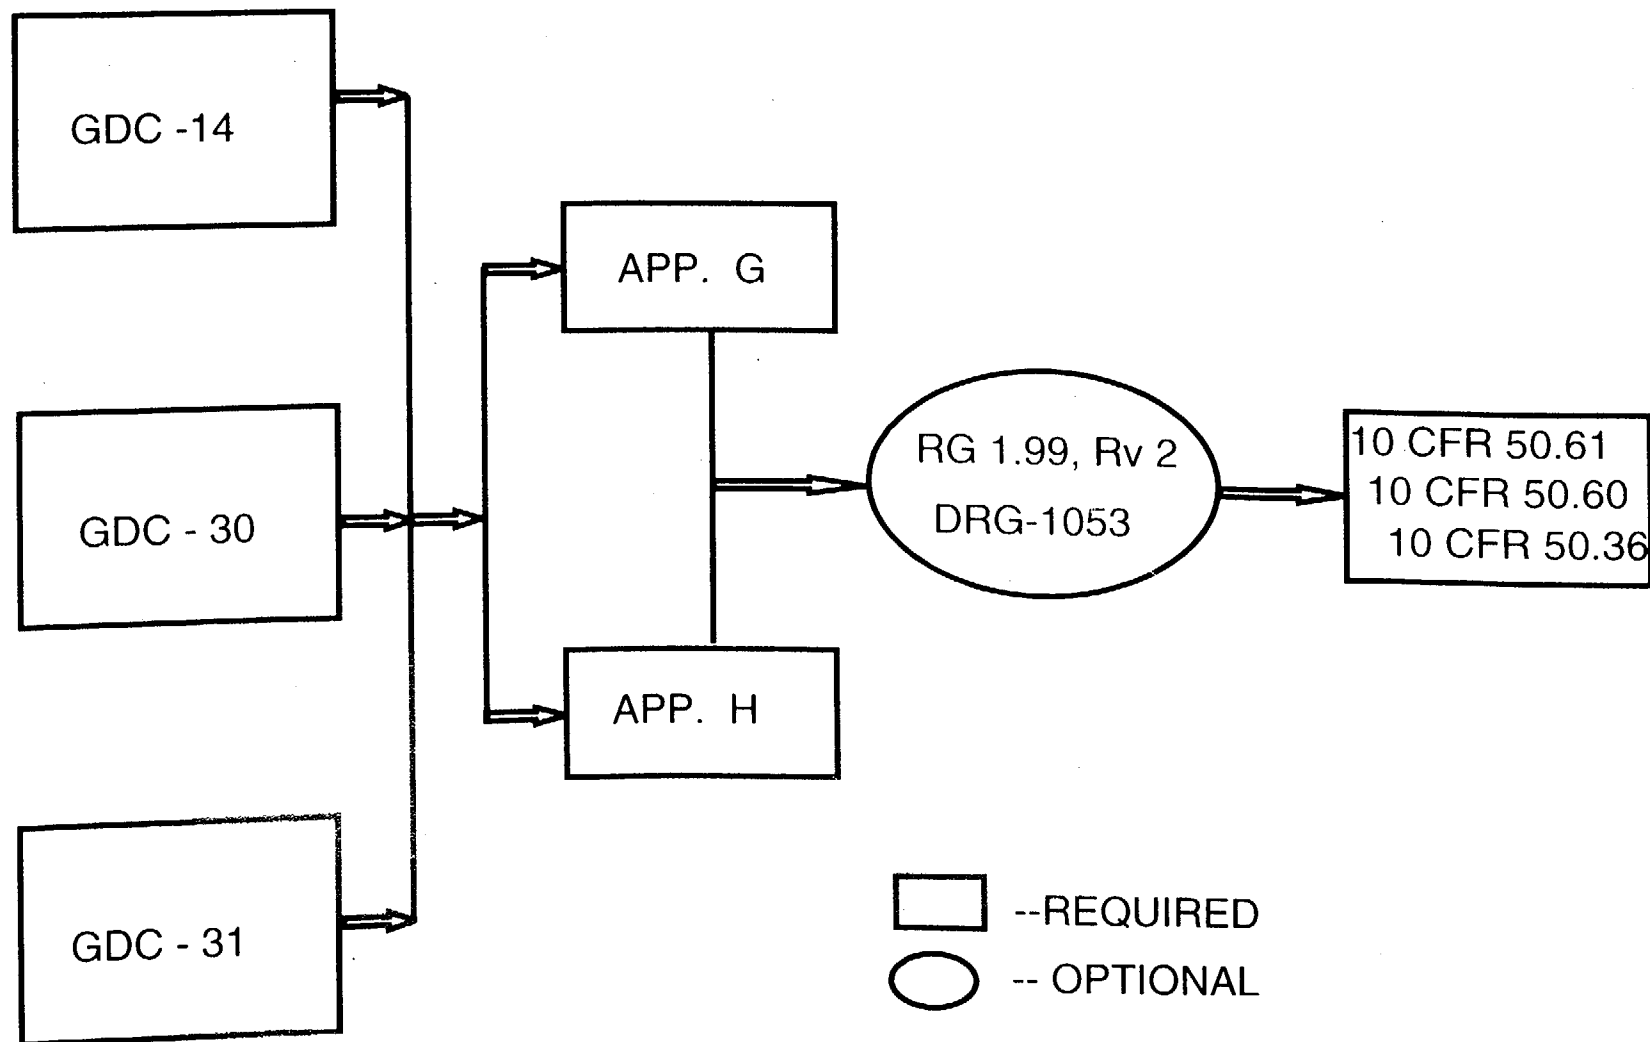 GDC -14
APP. G
GDC - 30
RG 1.99, Rv 2
DRG-1053
10 CFR 50.61
10 CFR 50.60
10 CFR 50.36
APP. H
GDC - 31
--REQUIRED
-- OPTIONAL